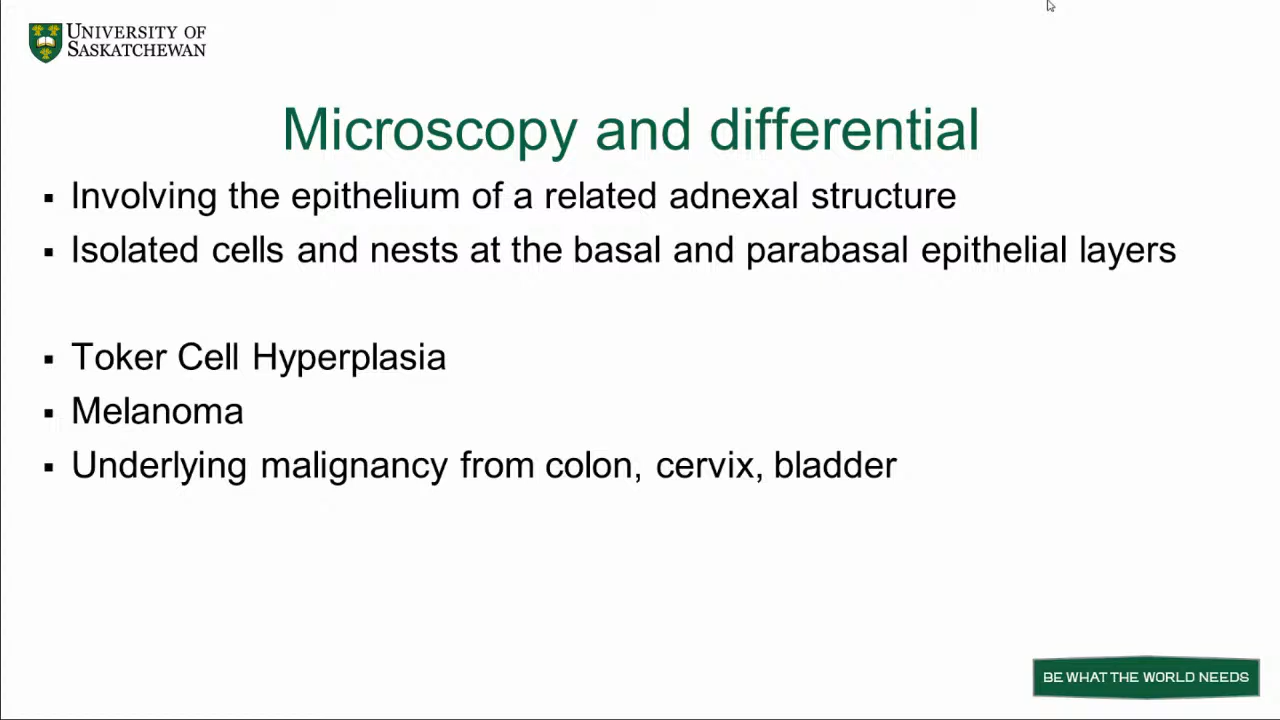 UNIVERSITY OF
SASKATCHEWAN
Microscopy and differential
▪ Involving the epithelium of a related adnexal structure
▪ Isolated cells and nests at the basal and parabasal epithelial layers
▪ Toker Cell Hyperplasia
▪ Melanoma
▪ Underlying malignancy from colon, cervix, bladder
BE WHAT THE WORLD NEEDS